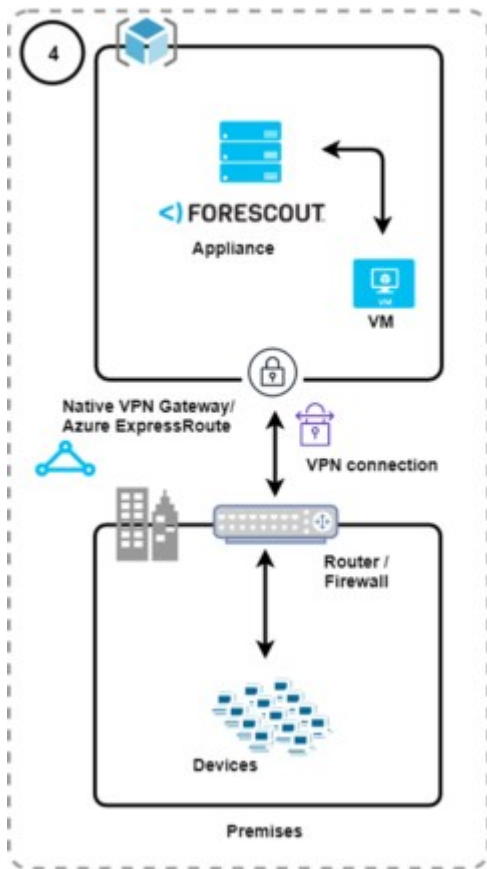 4
<) FORESCOUT.
Appliance
VM
VM
Native VPN Gateway/
Azure ExpressRoute
VPN connection
Router /
Firewall
Devices
Premises